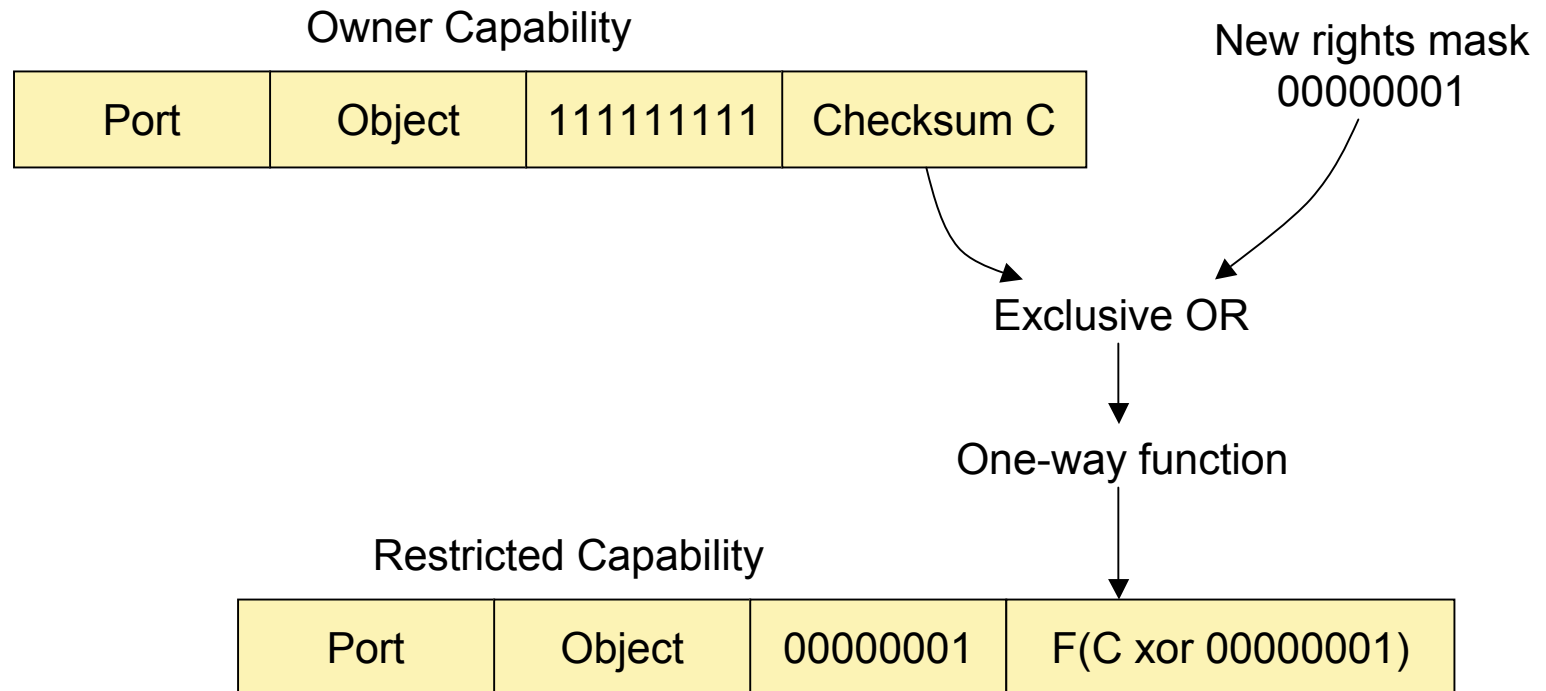 Owner Capability
New rights mask
00000001
Port Object 111111111 Checksum C
Exclusive OR
One-way function
Restricted Capability
Port Object 00000001 F(C xor 00000001)